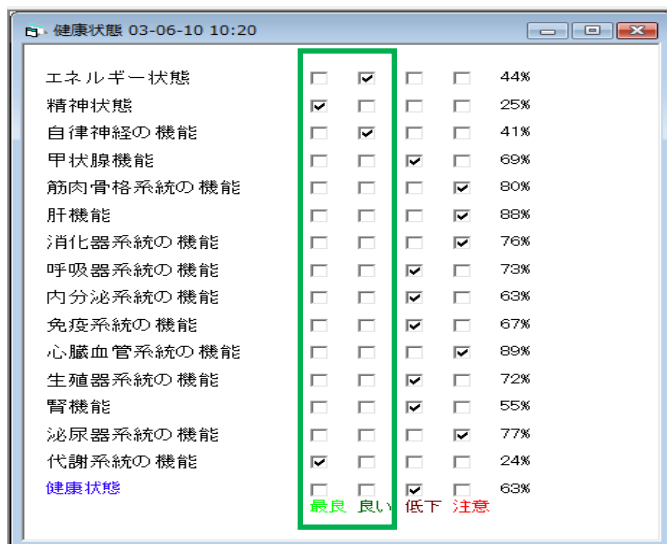 健康状態 03-06-10 10:20
エネルギー状態 44%
精神状態 25%
自律神経の機能 41%
甲状腺機能 69%
筋肉骨格系統の機能 80%
肝機能 88%
消化器系統の機能 76%
呼吸器系統の機能 73%
内分泌系統の機能 63%
免疫系統の機能 67%
心臓血管系統の機能 89%
生殖器系統の機能 72%
腎機能 55%
泌尿器系統の機能 77%
代謝系統の機能 24%
健康状態 63%
最良 良い 低下 注意